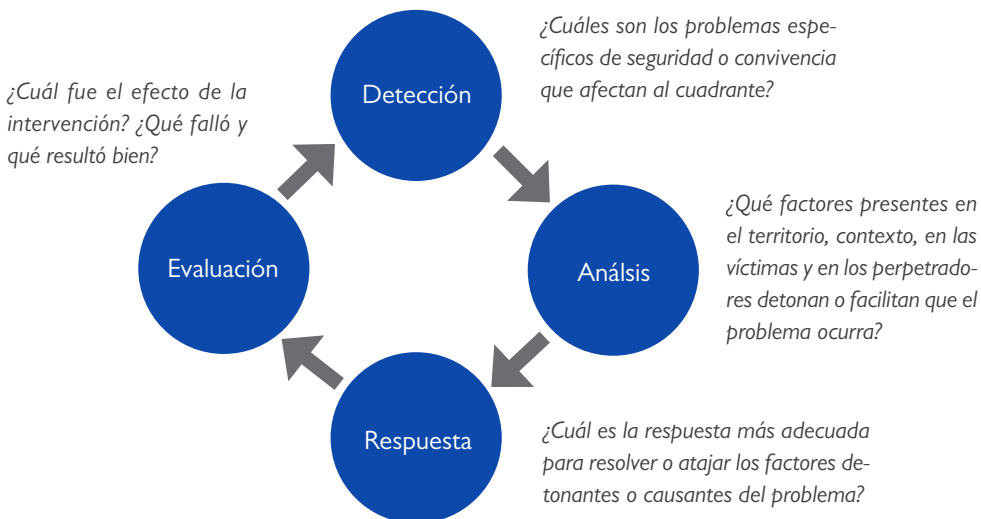 ¿Cuáles son los problemas espe-
cíficos de seguridad o convivencia
que afectan al cuadrante?
Detección
¿Cuál fue el efecto de la
intervención? ¿Qué falló y
qué resultó bien?
¿Qué factores presentes en
el territorio, contexto, en las
víctimas y en los perpetrado-
res detonan o facilitan que el
problema ocurra?
Evaluación
Análsis
Respuesta
¿Cuál es la respuesta más adecuada
para resolver o atajar los factores de-
tonantes o causantes del problema?